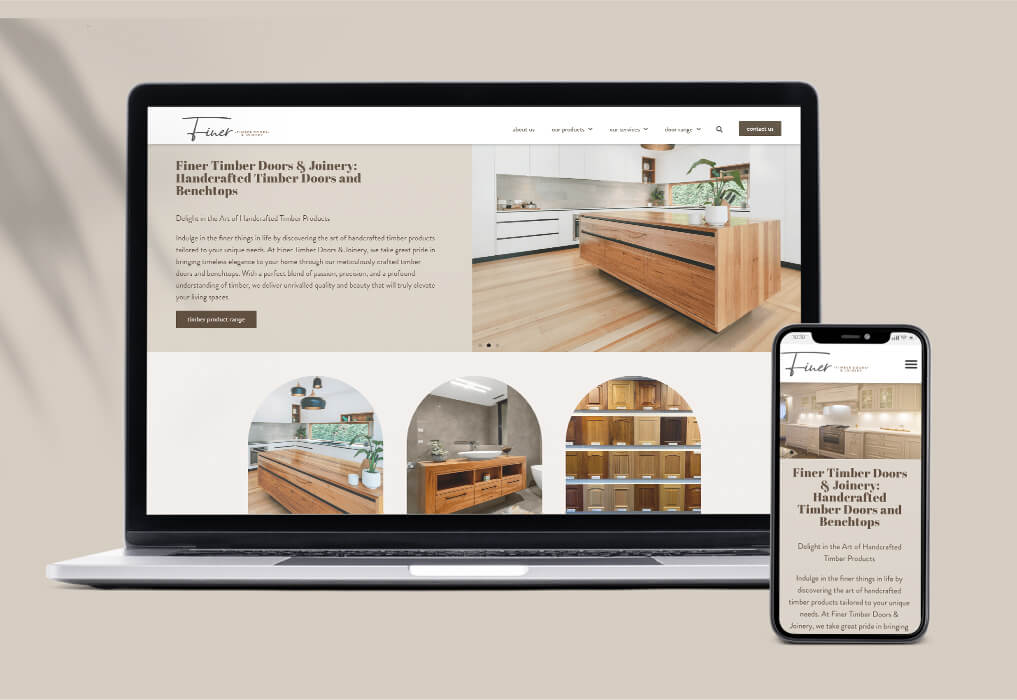 Finer TIMBER DOORS & JOINERY
about us our products our services door range contact us
Finer Timber Doors & Joinery:
Handcrafted Timber Doors and
Benchtops
Delight in the Art of Handcrafted Timber Products
Indulge in the finer things in life by discovering the art of handcrafted timber products
tailored to your unique needs. At Finer Timber Doors & Joinery, we take great pride in
bringing timeless elegance to your home through our meticulously crafted timber
doors and benchtops. With a perfect blend of passion, precision, and a profound
understanding of timber, we deliver unrivalled quality and beauty that will truly elevate
your living spaces.
timber product range
10:10
Finer TIMBER DOORS & JOINERY
Finer Timber Doors
& Joinery:
Handcrafted
Timber Doors and
Benchtops
Delight in the Art of Handcrafted
Timber Products
Indulge in the finer things in life by
discovering the art of handcrafted
timber products tailored to your unique
needs. At Finer Timber Doors &
Joinery, we take great pride in bringing